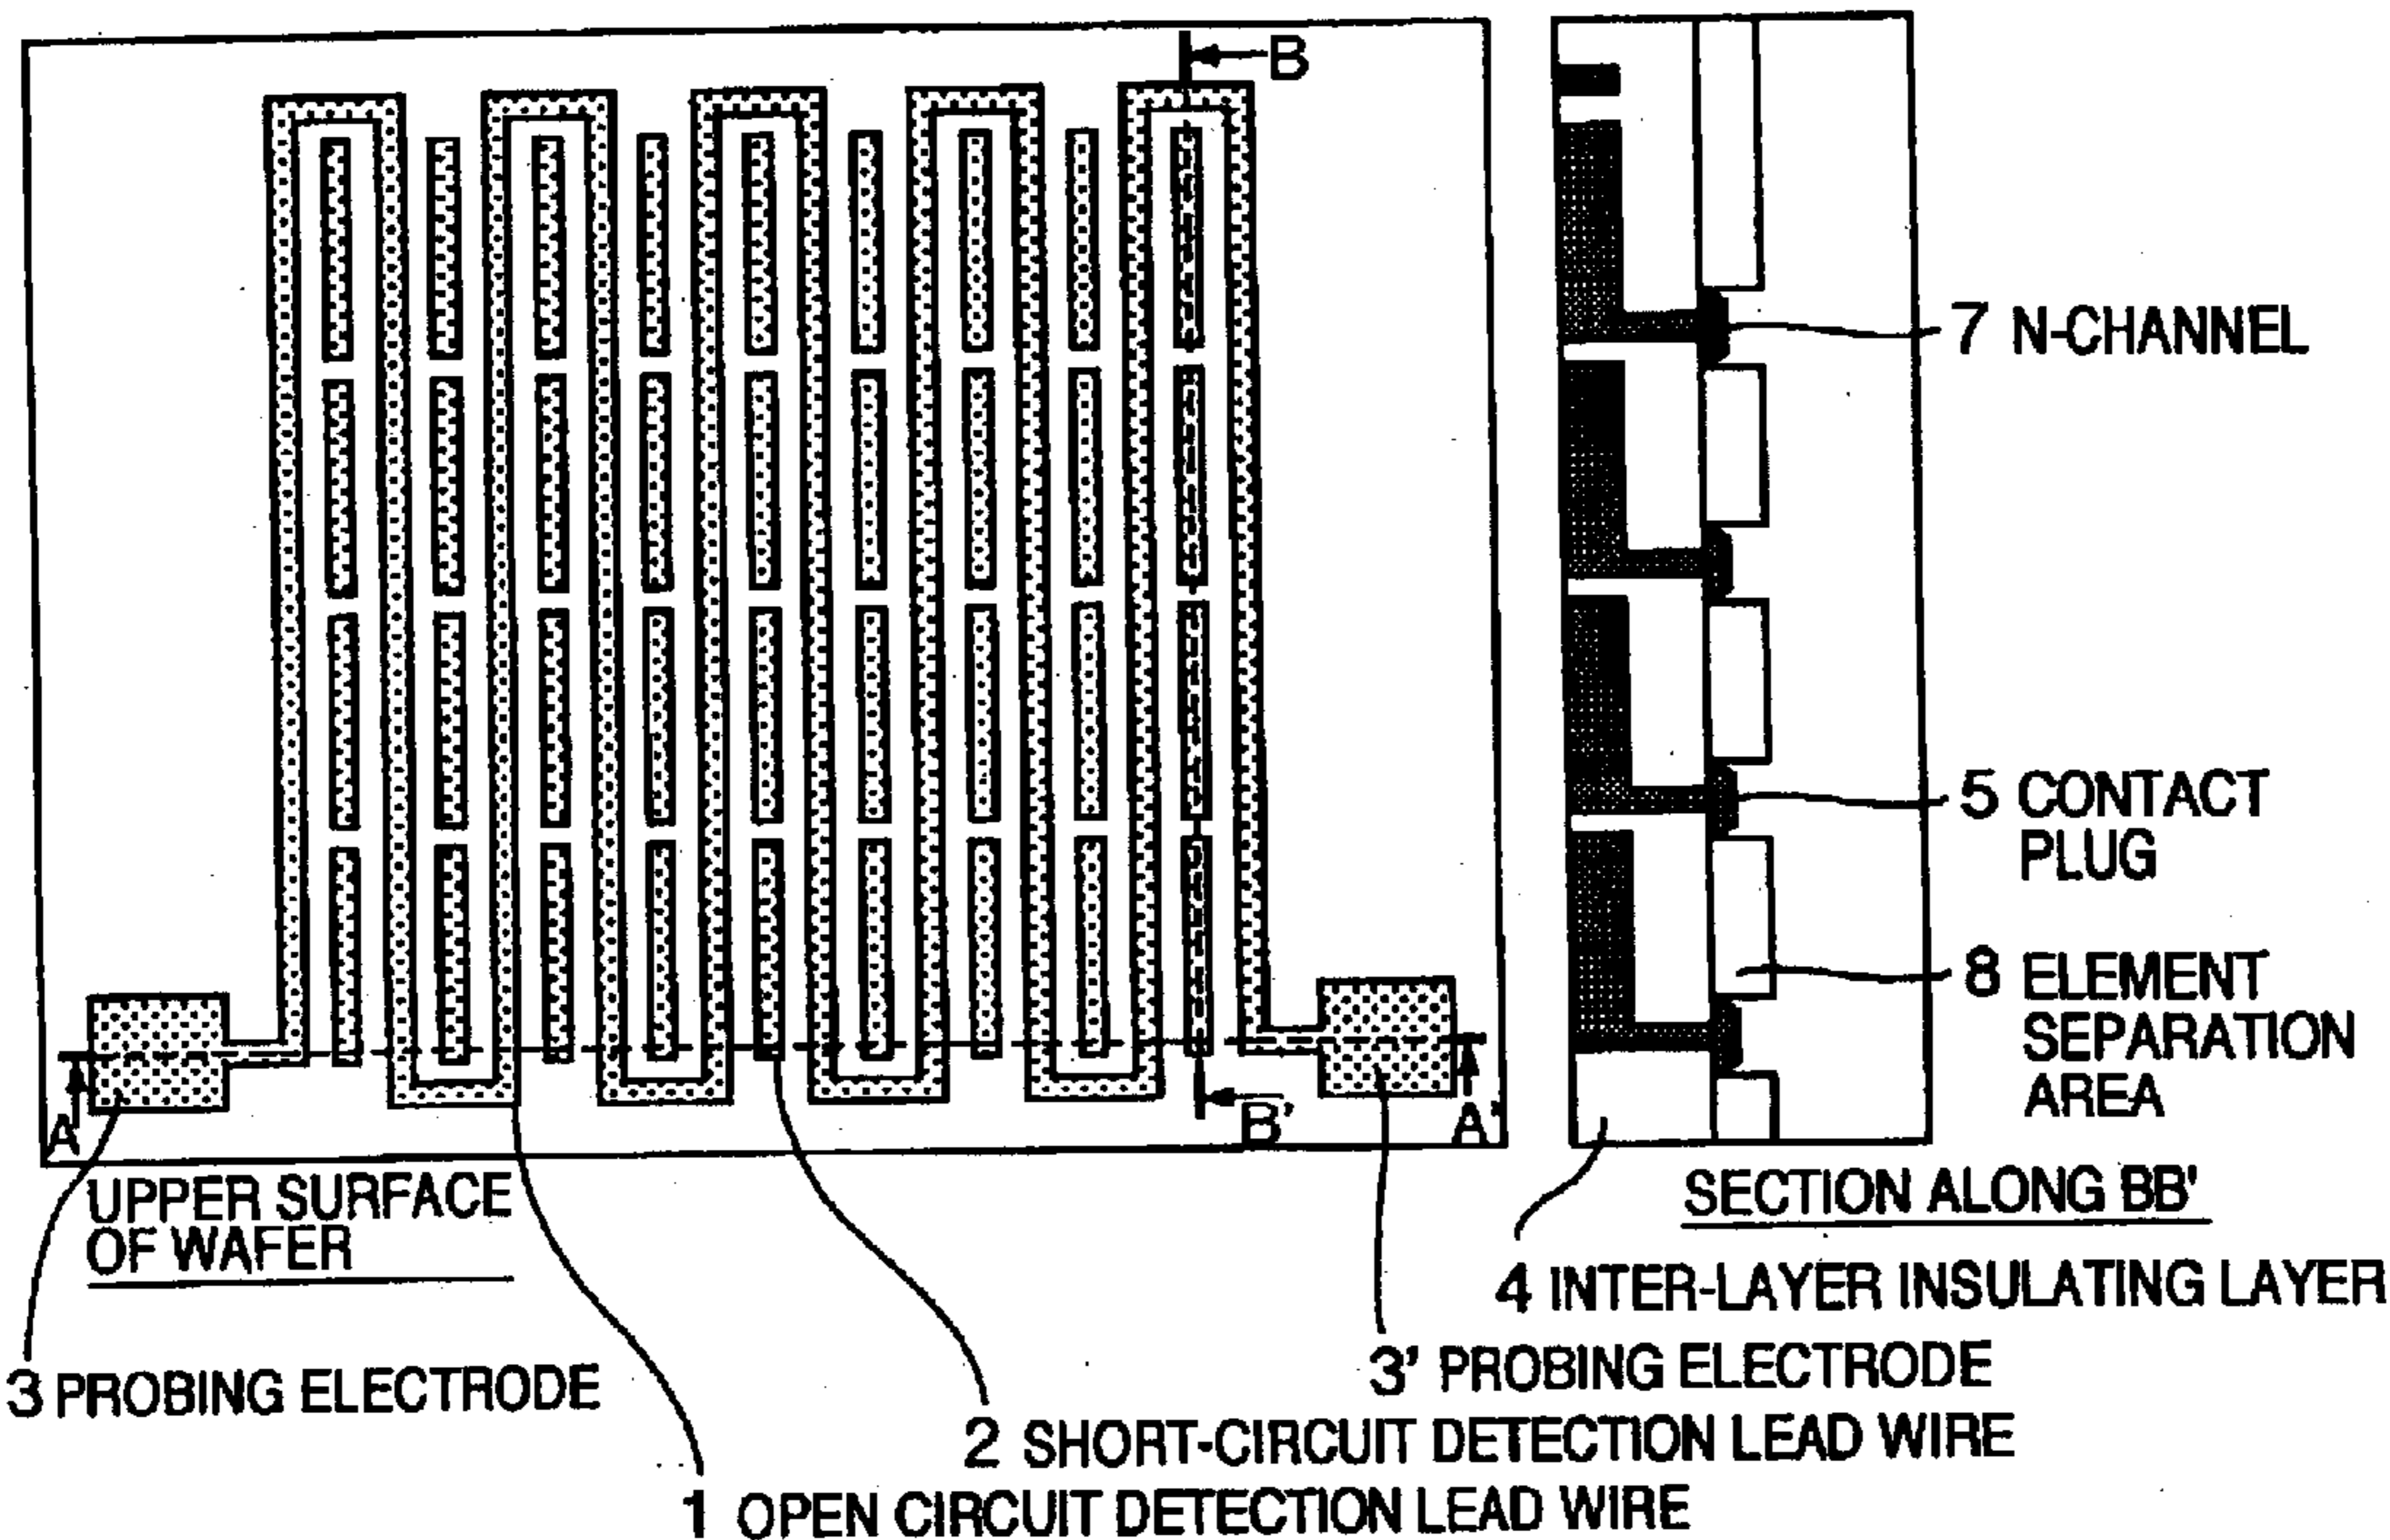 B
7 N-CHANNEL
5 CONTACT
PLUG
8 ELEMENT
SEPARATION
AREA
A
B'
A'
UPPER SURFACE
OF WAFER
SECTION ALONG BB'
4 INTER-LAYER INSULATING LAYER
3 PROBING ELECTRODE
3' PROBING ELECTRODE
2 SHORT-CIRCUIT DETECTION LEAD WIRE
1 OPEN CIRCUIT DETECTION LEAD WIRE